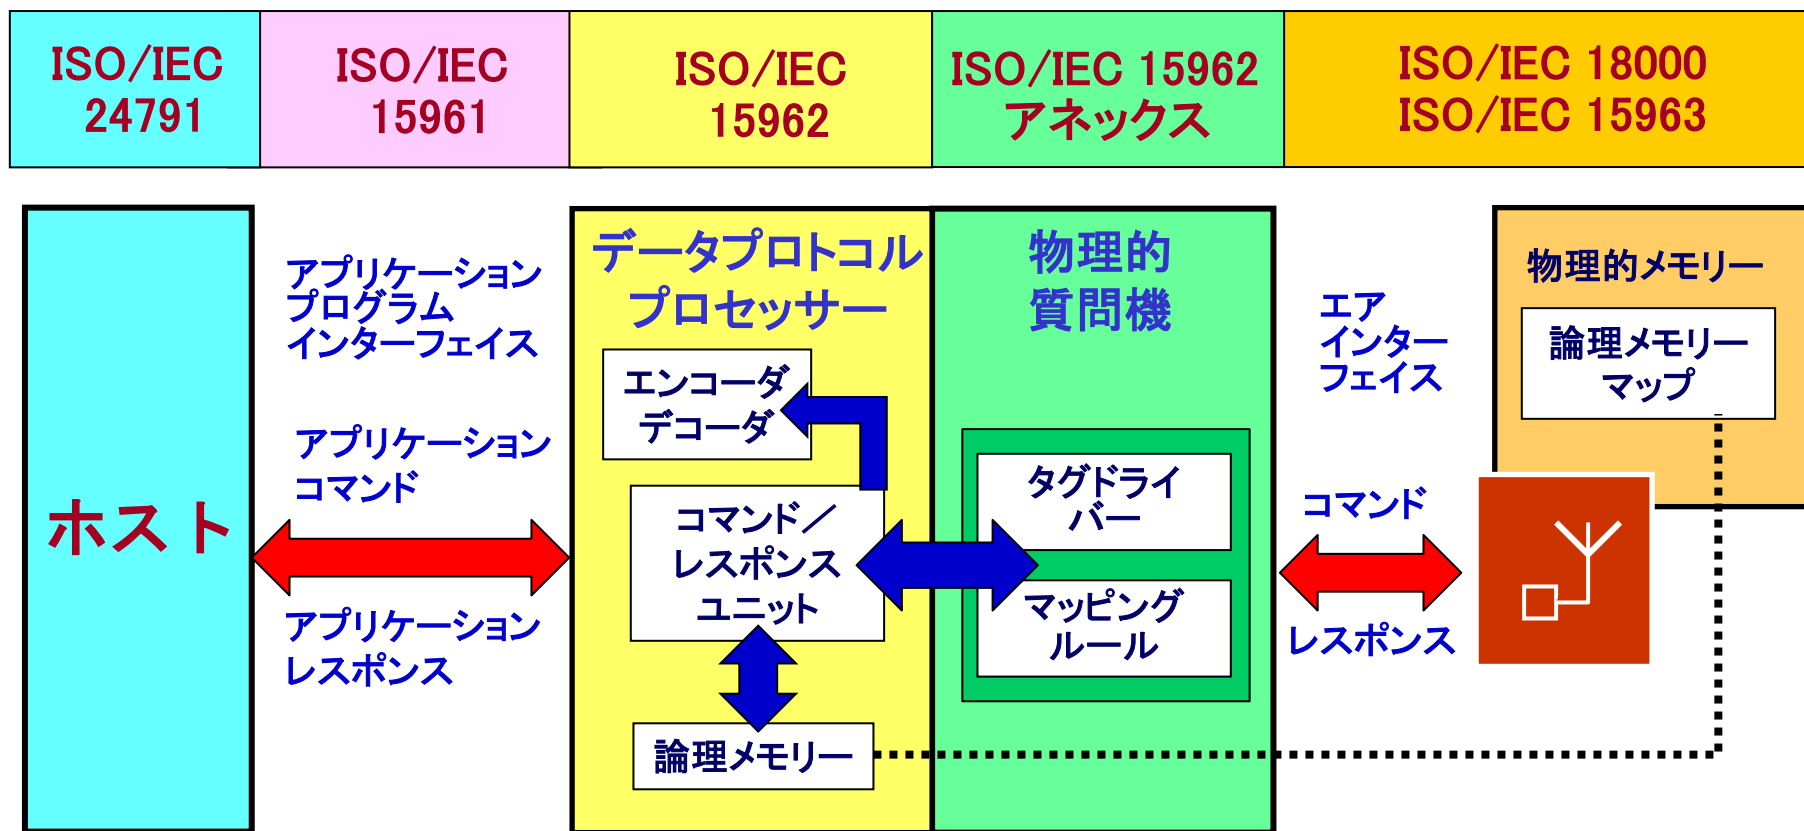 ISO/IEC
24791
ISO/IEC
15961
ISO/IEC
15962
ISO/IEC 15962
アネックス
ISO/IEC 18000
ISO/IEC 15963
ホスト
アプリケーション
プログラム
インターフェイス
アプリケーション
コマンド
アプリケーション
レスポンス
データプロトコル
プロセッサー
エンコーダ
デコーダ
コマンド／
レスポンス
ユニット
論理メモリー
物理的
質問機
タグドライ
バー
マッピング
ルール
エア
インター
フェイス
コマンド
レスポンス
物理的メモリー
論理メモリー
マップ